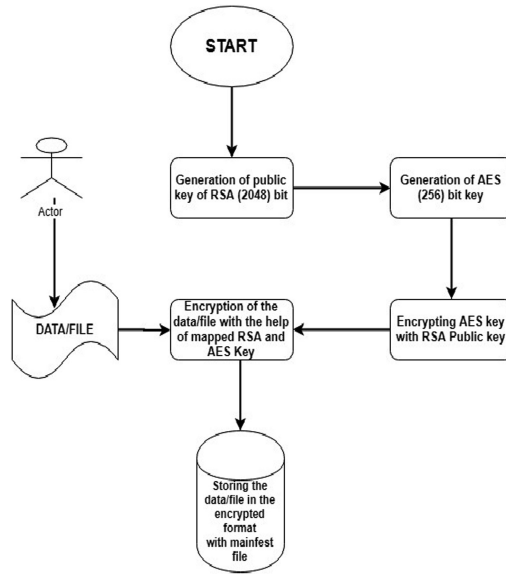 START
Generation of public
key of RSA (2048) bit
Generation of AES
(256) bit key
Actor
DATA/FILE
Encryption of the
data/file with the help
of mapped RSA and
AES Key
Encrypting AES key
with RSA Public key
Storing the
data/file in the
encrypted
format
with mainfest
file